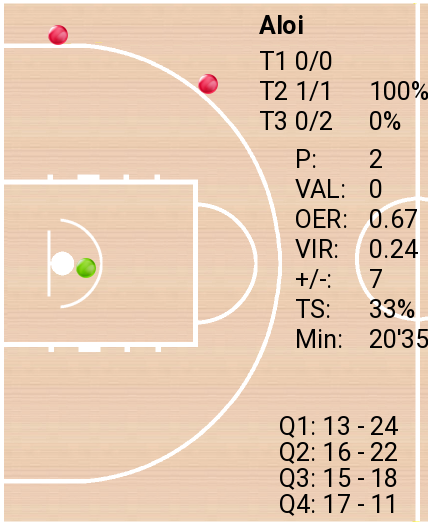 Aloi
T1 0/0
T2 1/1 100%
T3 0/2 0%
P: 2
VAL: 0
OER: 0.67
VIR: 0.24
+/-: 7
TS: 33%
Min: 20'35
Q1: 13 - 24
Q2: 16 - 22
Q3: 15 - 18
Q4: 17 - 11